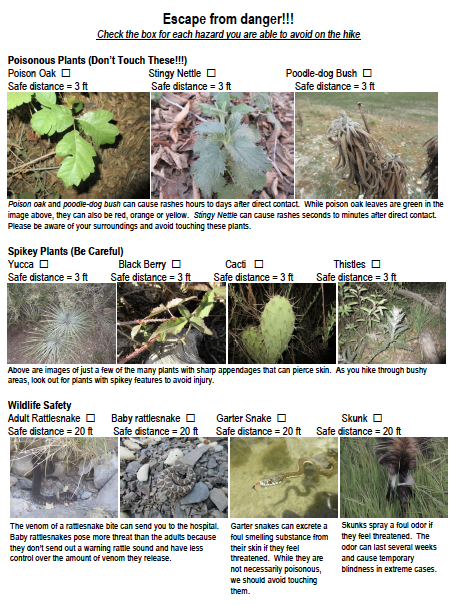 Escape from danger!!!
Check the box for each hazard you are able to avoid on the hike
Poisonous Plants (Don't Touch These!!!)
Poison Oak ☐ Stingy Nettle ☐ Poodle-dog Bush ☐
Safe distance = 3 ft Safe distance = 3 ft Safe distance = 3 ft
Poison oak and poodle-dog bush can cause rashes hours to days after direct contact. While poison oak leaves are green in the
image above, they can also be red, orange or yellow. Stingy Nettle can cause rashes seconds to minutes after direct contact.
Please be aware of your surroundings and avoid touching these plants.
Spikey Plants (Be Careful)
Yucca ☐ Black Berry ☐ Cacti ☐ Thistles ☐
Safe distance = 3 ft Safe distance = 3 ft Safe distance = 3 ft Safe distance = 3 ft
Above are images of just a few of the many plants with sharp appendages that can pierce skin. As you hike through bushy
areas, look out for plants with spikey features to avoid injury.
Wildlife Safety
Adult Rattlesnake ☐ Baby rattlesnake ☐ Garter Snake ☐ Skunk ☐
Safe distance = 20 ft Safe distance = 20 ft Safe distance = 20 ft Safe distance = 20 ft
The venom of a rattlesnake bite can send you to the hospital.
Baby rattlesnakes pose more threat than the adults because
they don't send out a warning rattle sound and have less
control over the amount of venom they release.
Garter snakes can excrete a
foul smelling substance from
their skin if they feel
threatened. While they are
not necessarily poisonous,
we should avoid touching
them.
Skunks spray a foul odor if
they feel threatened. The
odor can last several weeks
and cause temporary
blindness in extreme cases.